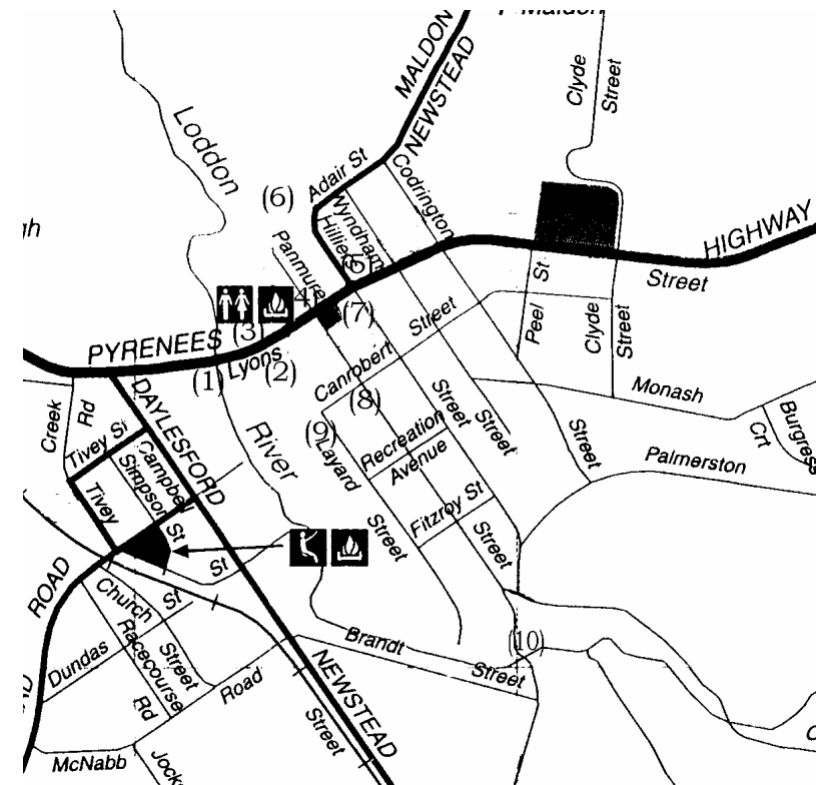 Maldon
MALDON
NEWSTEAD
Clyde
Street
Loddon
Adair St
Codrington
(6)
Wyndham
Hillier
HIGHWAY
Panmure
(5)
St
Street
4
(7)
Peel
Clyde
Street
(3)
Street
PYRENEES
Lyons
(1)
(2)
Canrobert
Monash
DAYLESFORD
Creek
Rd
(8)
Street
Street
Crt
(9)
River
Recreation
Avenue
Layard
Street
Palmerston
Tivey St
Campbell
Simpson
St
Tivey
Fitzroy St
Street
Street
ROAD
St
Church
St
Street
Racecourse
Rd
Dundas
Brandt
Street
(10)
Road
NEWSTEAD
Street
McNabb